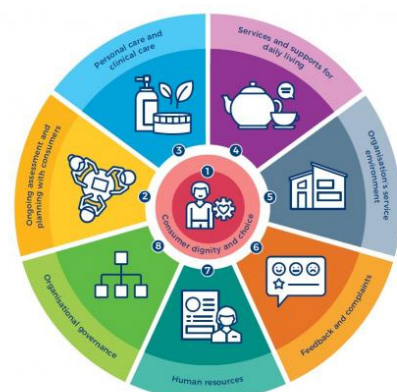 1
Consumer dignity and choice
2
Ongoing assessment and
planning with consumers
3
Personal care and
clinical care
4
Services and supports for
daily living
5
Organisation's service
environment
6
Feedback and complaints
7
Human resources
8
Organisational governance